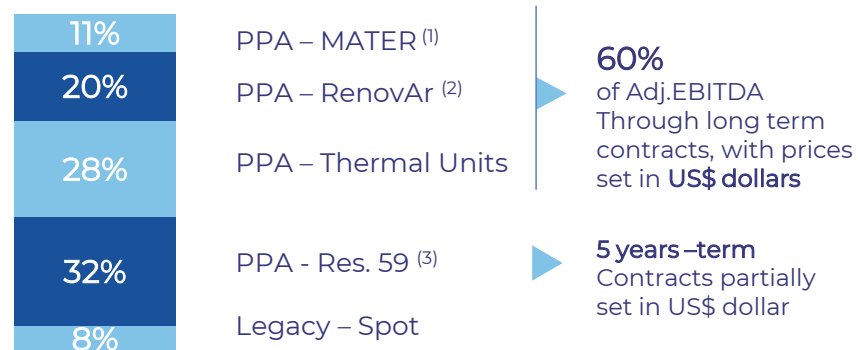 11%
PPA – MATER (1)
20%
PPA – RenovAr (2)
28%
PPA – Thermal Units
60%
of Adj.EBITDA
Through long term
contracts, with prices
set in US$ dollars
32%
PPA - Res. 59 (3)
5 years –term
Contracts partially
set in US$ dollar
8%
Legacy – Spot